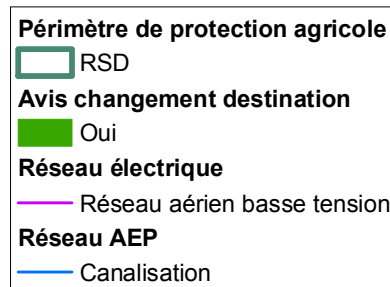 Périmètre de protection agricole
RSD
Avis changement destination
Oui
Réseau électrique
Réseau aérien basse tension
Réseau AEP
Canalisation